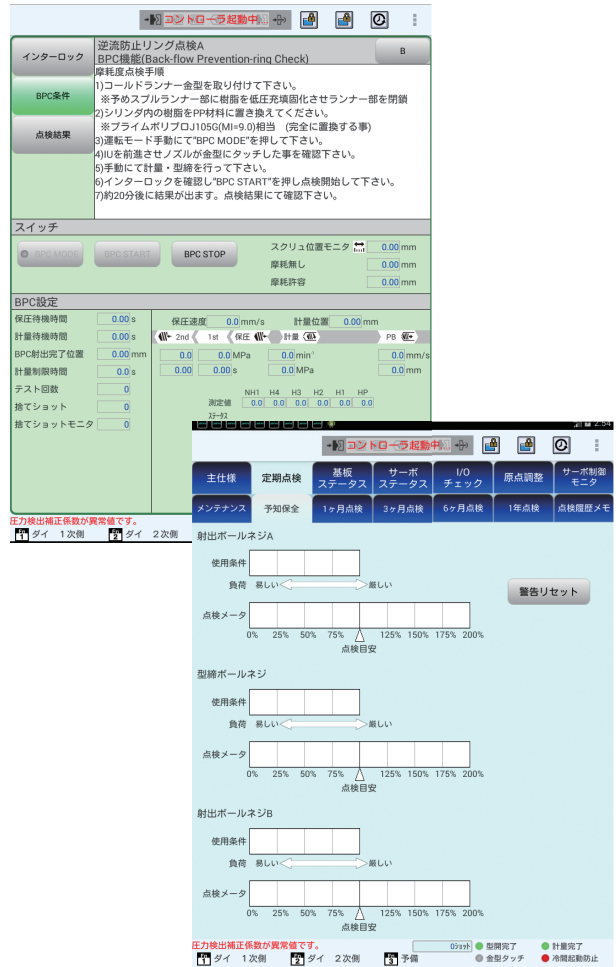 コントローラ起動中...
インターロック
BPC条件
点検結果
逆流防止リング点検A
BPC機能(Back-flow Prevention-ring Check)
B
摩耗度点検手順
1)コールドランナー金型を取り付けて下さい。
※予めスプルランナー部に樹脂を低圧充填固化させランナー部を閉鎖
2)シリンダ内の樹脂をPP材料に置き換えてください。
※プライムポリプロJ105G(MI=9.0)相当 (完全に置換する事)
3)運転モード手動にて"BPC MODE"を押して下さい。
4)IUを前進させノズルが金型にタッチした事を確認下さい。
5)手動にて計量・型締を行って下さい。
6)インターロックを確認し"BPC START"を押し点検開始して下さい。
7)約20分後に結果が出ます。点検結果にて確認下さい。
スイッチ
BPC MODE
BPC START
BPC STOP
スクリュ位置モニタ 0.00 mm
摩耗無し 0.00 mm
摩耗許容 0.00 mm
BPC設定
保圧待機時間 0.00 s
計量待機時間 0.00 s
BPC射出完了位置 0.00 mm
計量制限時間 0.0 s
テスト回数 0
捨てショット 0
捨てショットモニタ 0
保圧速度 0.0 mm/s 計量位置 0.00 mm
2nd 1st 保圧 計量 PB
0.0 0.0 MPa 0.0 min⁻¹ 0.0 mm/s
0.00 0.00 s 0.0 MPa 0.0 mm
NH1 H4 H3 H2 H1 HP
測定値 0.0 0.0 0.0 0.0 0.0 0.0
ステータス
圧力検出補正係数が異常値です。
Fn 1 ダイ 1次側 Fn 2 ダイ 2次側
2:54
コントローラ起動中...
主仕様 定期点検 基板ステータス サーボステータス I/Oチェック 原点調整 サーボ制御モニタ
メンテナンス 予知保全 1ヶ月点検 3ヶ月点検 6ヶ月点検 1年点検 点検履歴メモ
射出ボールネジA
使用条件
負荷 易しい 厳しい
警告リセット
点検メータ
0% 25% 50% 75% 125% 150% 175% 200%
点検目安
型締ボールネジ
使用条件
負荷 易しい 厳しい
点検メータ
0% 25% 50% 75% 125% 150% 175% 200%
点検目安
射出ボールネジB
使用条件
負荷 易しい 厳しい
点検メータ
0% 25% 50% 75% 125% 150% 175% 200%
点検目安
圧力検出補正係数が異常値です。
0ショット 型開完了 計量完了
Fn 1 ダイ 1次側 Fn 2 ダイ 2次側 Fn 3 予備 金型タッチ 冷間起動防止